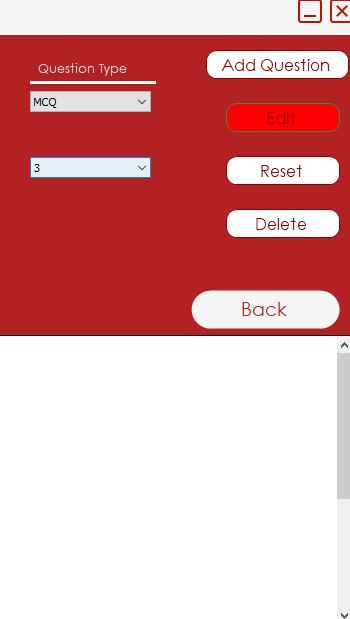 Question Type
Add Question
MCQ
Edit
3
Reset
Delete
Back